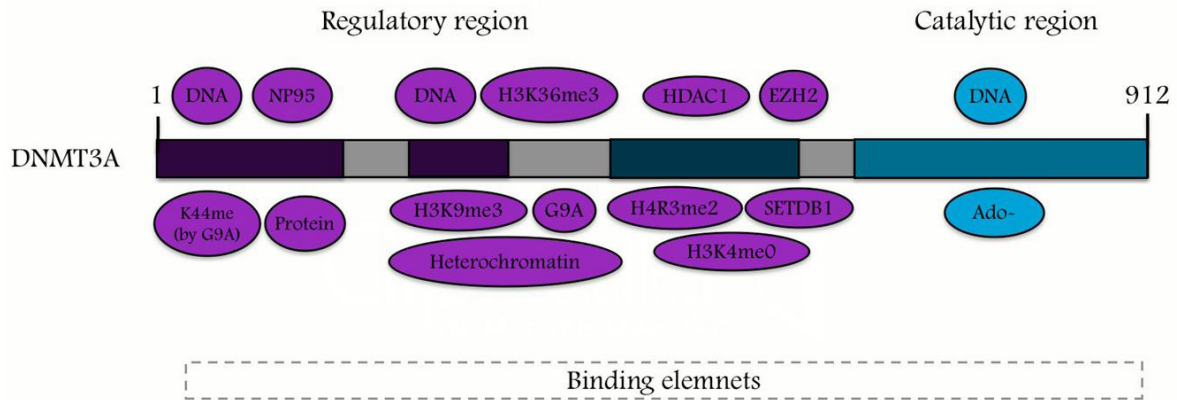 Regulatory region
Catalytic region
1
DNA
NP95
DNA
H3K36me3
HDAC1
EZH2
DNA
912
DNMT3A
K44me
(by G9A)
Protein
H3K9me3
G9A
H4R3me2
SETDB1
Ado-
Heterochromatin
H3K4me0
Binding elemnets